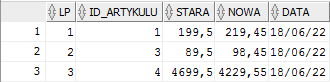 LP ID_ARTYKULU STARA NOWA DATA
1 1 1 199,5 219,45 18/06/22
2 2 3 89,5 98,45 18/06/22
3 3 4 4699,5 4229,55 18/06/22